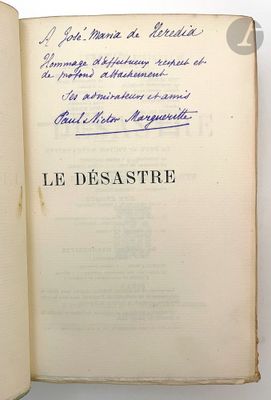 A José-Maria de Heredia
Hommage d'affectueux respect et
de profond attachement
Ses admirateurs et amis
Paul & Victor Margueritte
LE DÉSASTRE